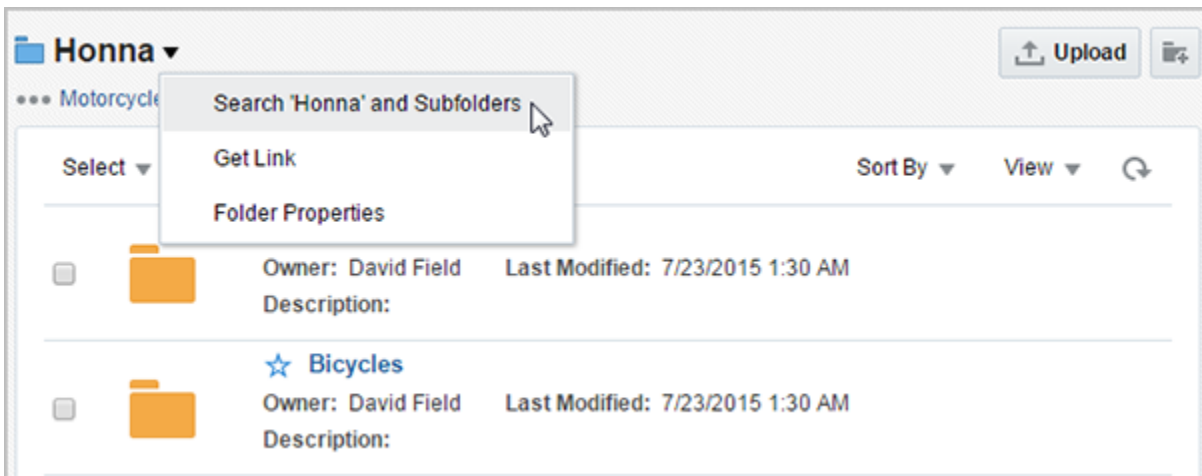 Honna
Upload
Motorcycle
Search 'Honna' and Subfolders
Get Link
Folder Properties
Select
Sort By
View
Owner: David Field Last Modified: 7/23/2015 1:30 AM
Description:
Bicycles
Owner: David Field Last Modified: 7/23/2015 1:30 AM
Description: